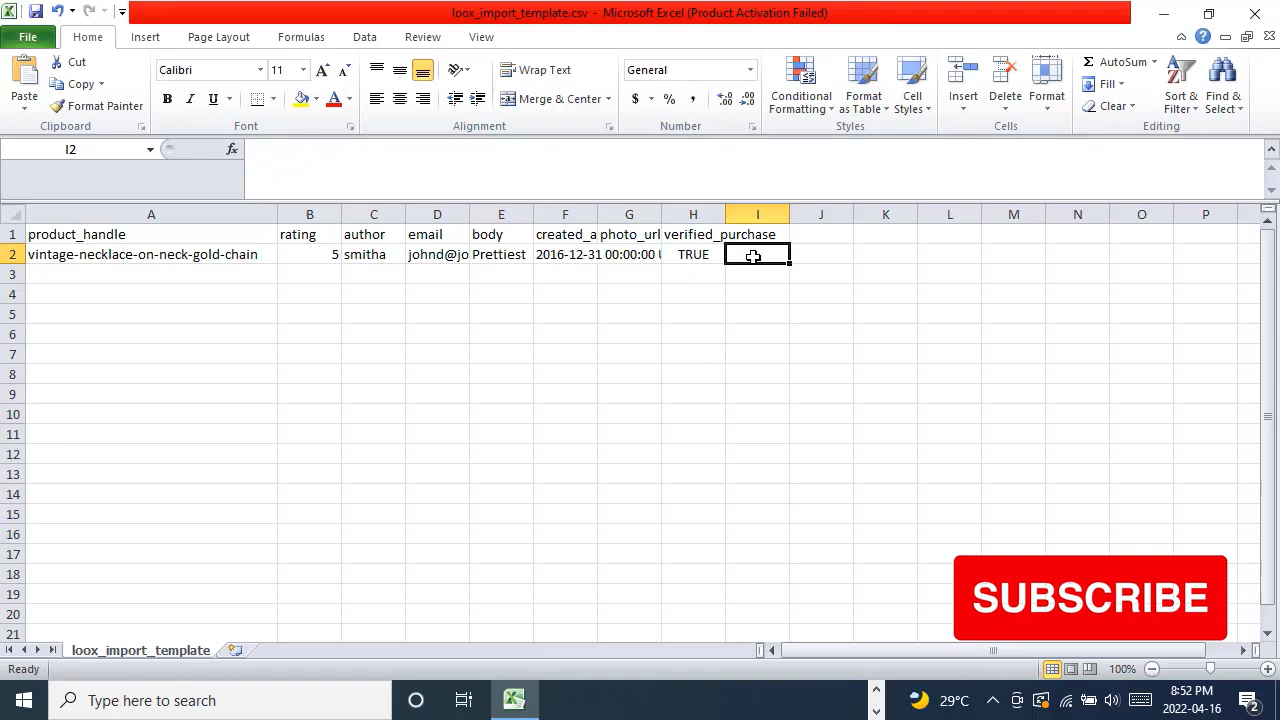 loox_import_template.csv - Microsoft Excel (Product Activation Failed)
File Home Insert Page Layout Formulas Data Review View
Paste Cut Copy Format Painter
Calibri 11 B I U
Wrap Text Merge & Center
General $ % ,
Conditional Formatting Format as Table Cell Styles
Insert Delete Format
AutoSum Fill Clear Sort & Filter Find & Select
Clipboard Font Alignment Number Styles Cells Editing
I2 fx
A B C D E F G H I J K L M N O P
1 product_handle rating author email body created_a photo_url verified_purchase
2 vintage-necklace-on-neck-gold-chain 5 smitha johnd@jo Prettiest 2016-12-31 00:00:00 U TRUE
3
4
5
6
7
8
9
10
11
12
13
14
15
16
17
18
19
20
21
SUBSCRIBE
loox_import_template
Ready 100%
Type here to search 29°C 8:52 PM
2022-04-16 2